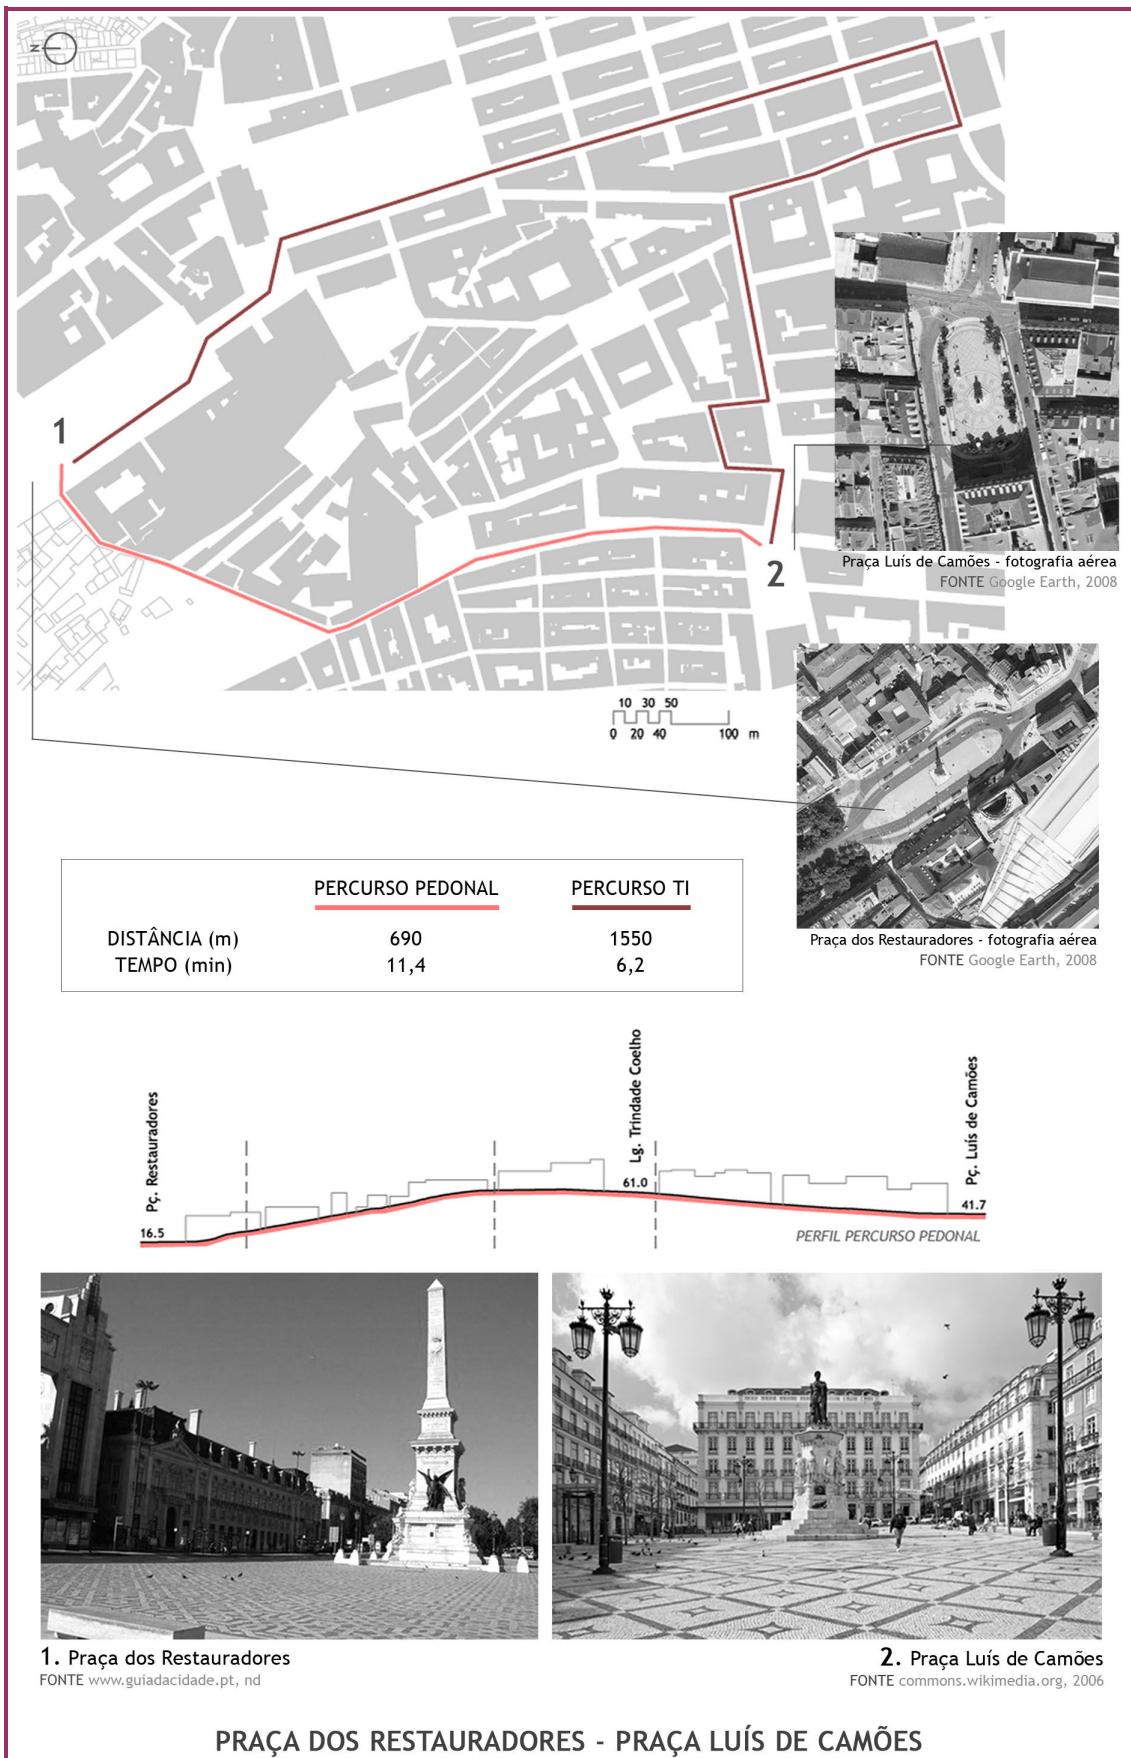 N
1
2
Praça Luís de Camões - fotografia aérea
FONTE Google Earth, 2008
10 30 50
0 20 40 100 m
Praça dos Restauradores - fotografia aérea
FONTE Google Earth, 2008
PERCURSO PEDONAL PERCURSO TI
DISTÂNCIA (m) 690 1550
TEMPO (min) 11,4 6,2
Pç. Restauradores
Lg. Trindade Coelho
Pç. Luís de Camões
16.5
61.0
41.7
PERFIL PERCURSO PEDONAL
1. Praça dos Restauradores
FONTE www.guiadacidade.pt, nd
2. Praça Luís de Camões
FONTE commons.wikimedia.org, 2006
PRAÇA DOS RESTAURADORES - PRAÇA LUÍS DE CAMÕES